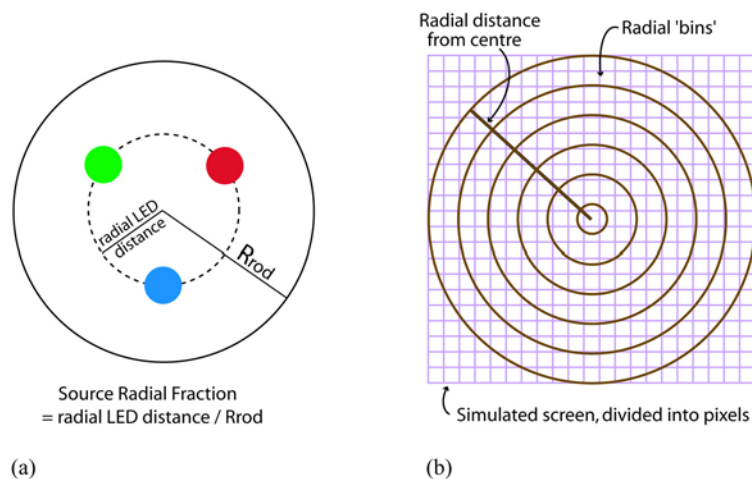 radial LED
distance
Rrod
Source Radial Fraction
= radial LED distance / Rrod
(a)
Radial distance
from centre
Radial 'bins'
Simulated screen, divided into pixels
(b)